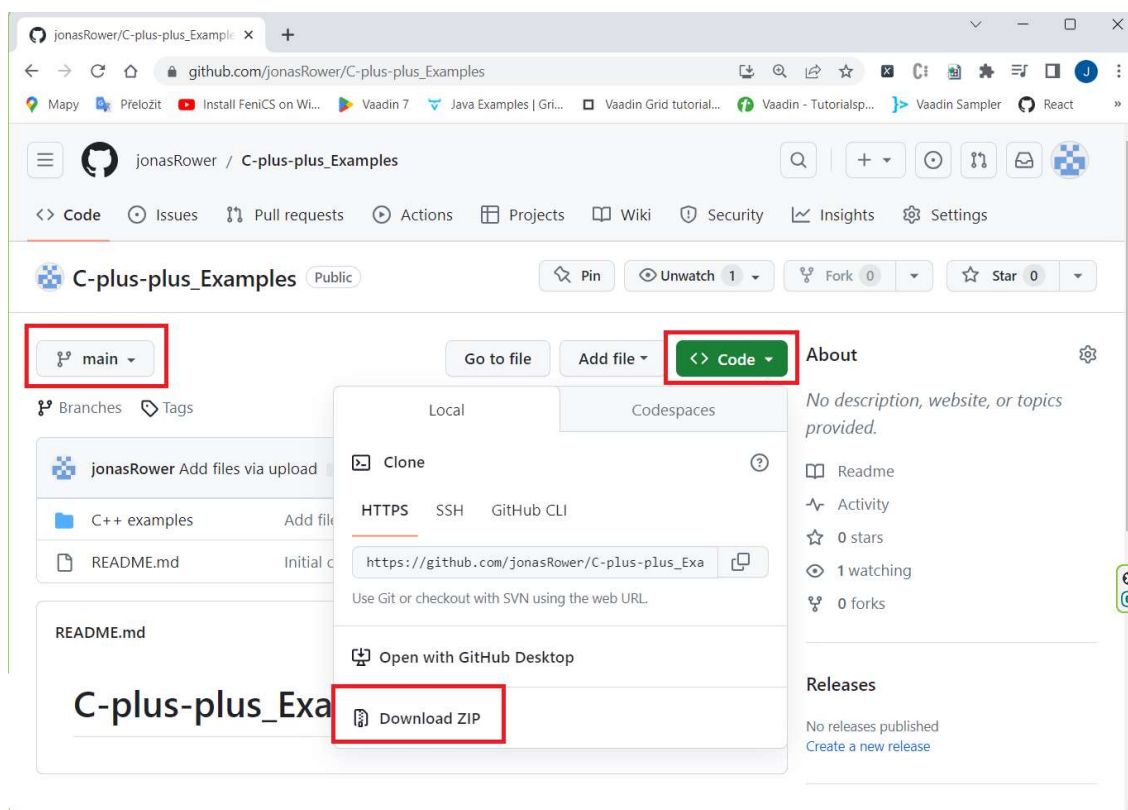 jonasRower/C-plus-plus_Example
github.com/jonasRower/C-plus-plus_Examples
J
Mapy Přeložit Install FeniCS on Wi... Vaadin 7 Java Examples | Gri... Vaadin Grid tutorial... Vaadin - Tutorialsp... Vaadin Sampler React »
jonasRower / C-plus-plus_Examples
<> Code Issues Pull requests Actions Projects Wiki Security Insights Settings
C-plus-plus_Examples Public Pin Unwatch 1 Fork 0 Star 0
main Go to file Add file <> Code About
Branches Tags
Local Codespaces
No description, website, or topics
provided.
jonasRower Add files via upload
Clone
Readme
HTTPS SSH GitHub CLI
Activity
C++ examples Add file
0 stars
README.md Initial c
https://github.com/jonasRower/C-plus-plus_Exa
1 watching
Use Git or checkout with SVN using the web URL.
0 forks
README.md
Open with GitHub Desktop
Releases
C-plus-plus_Exa
Download ZIP
No releases published
Create a new release